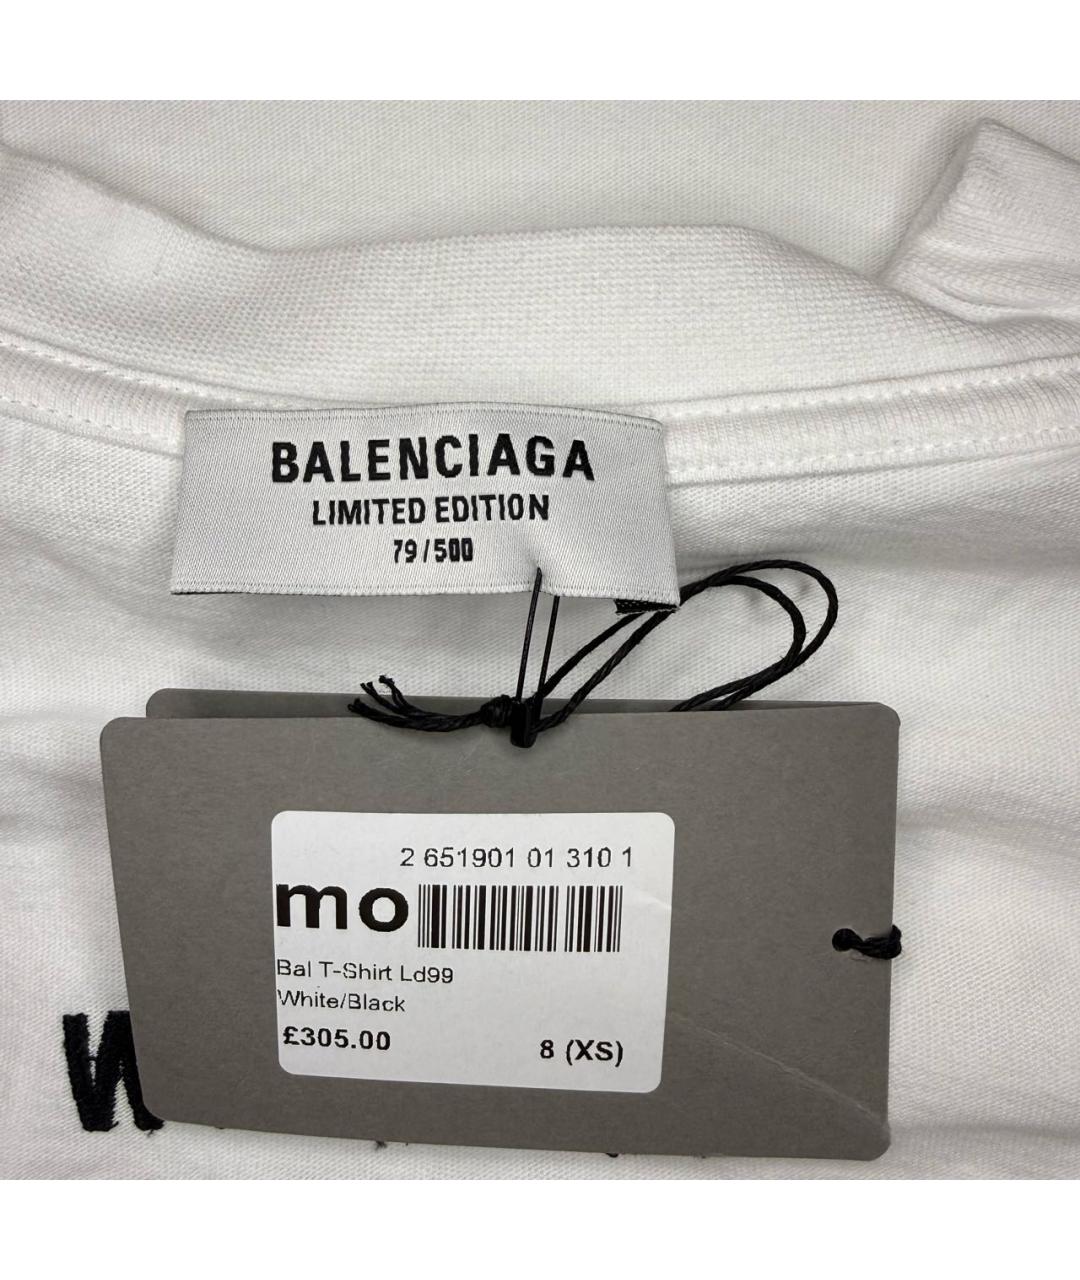 BALENCIAGA
LIMITED EDITION
79/500
2 651901 01 310 1
mo
Bal T-Shirt Ld99
White/Black
£305.00
8 (XS)